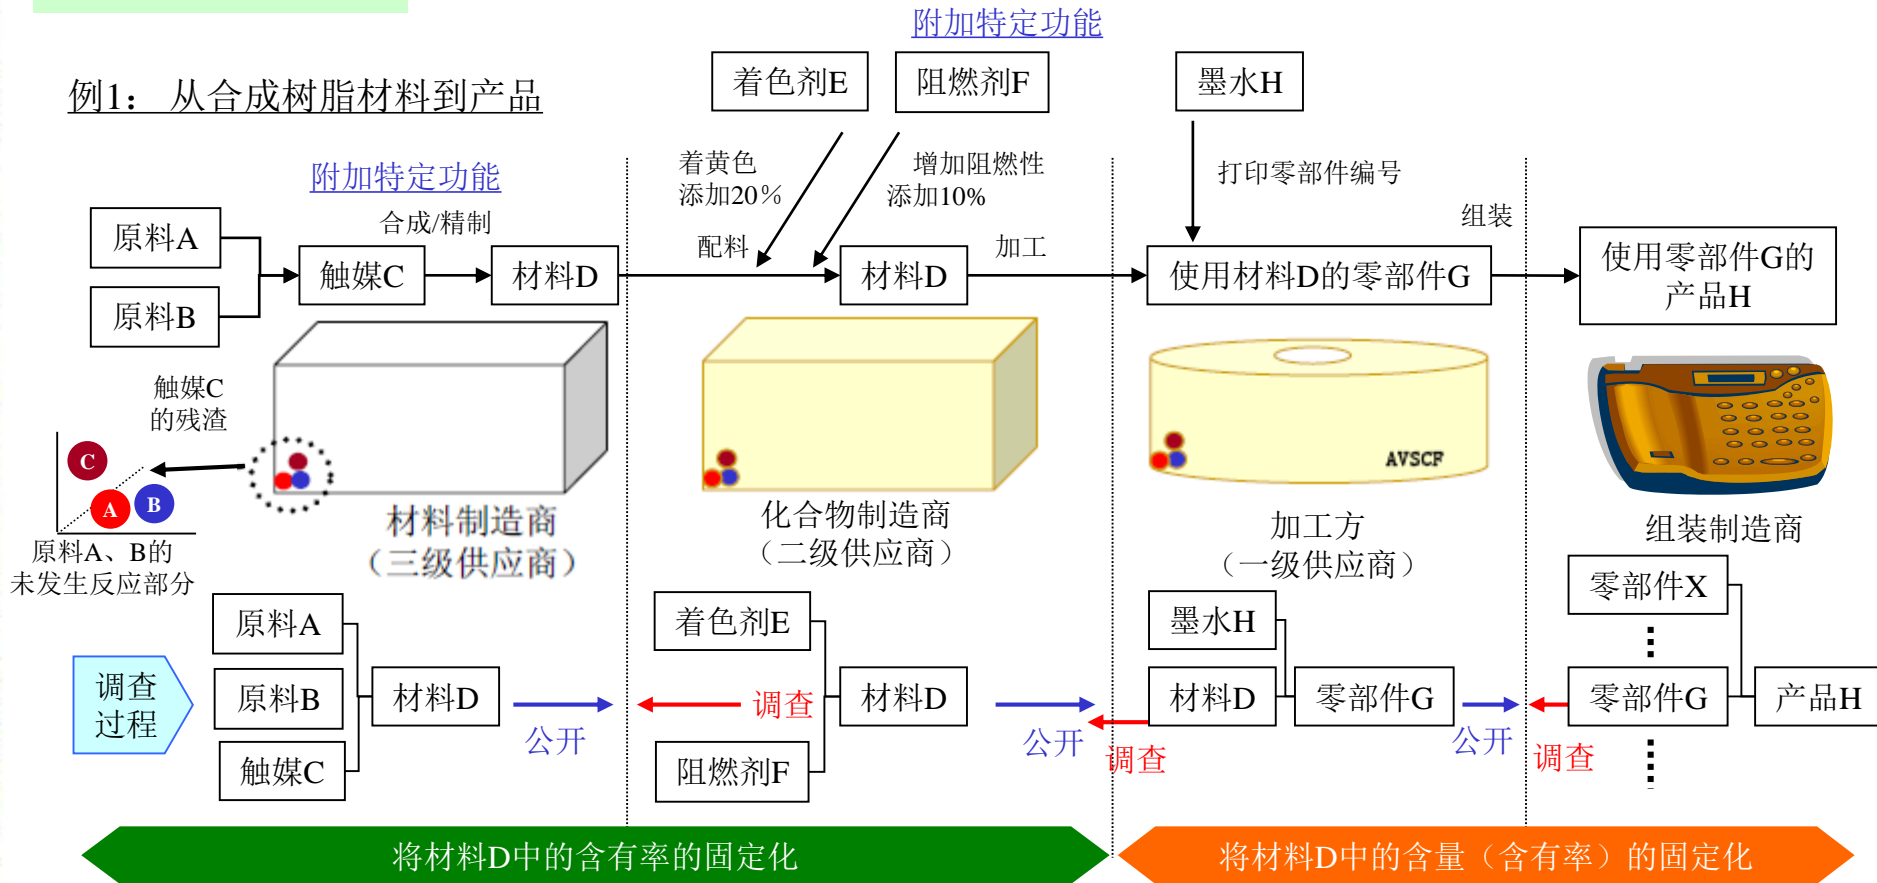 附加特定功能
例1： 从合成树脂材料到产品
着色剂E
阻燃剂F
墨水H
附加特定功能
着黄色
添加20%
增加阻燃性
添加10%
打印零部件编号
原料A
原料B
合成/精制
触媒C
材料D
配料
材料D
加工
使用材料D的零部件G
组装
使用零部件G的
产品H
触媒C
的残渣
C
A
B
原料A、B的
未发生反应部分
AVSCF
材料制造商
（三级供应商）
化合物制造商
（二级供应商）
加工方
（一级供应商）
组装制造商
调查
过程
原料A
原料B
触媒C
材料D
公开
调查
着色剂E
阻燃剂F
材料D
公开
调查
墨水H
材料D
零部件G
公开
调查
零部件X
零部件G
产品H
将材料D中的含有率的固定化
将材料D中的含量（含有率）的固定化